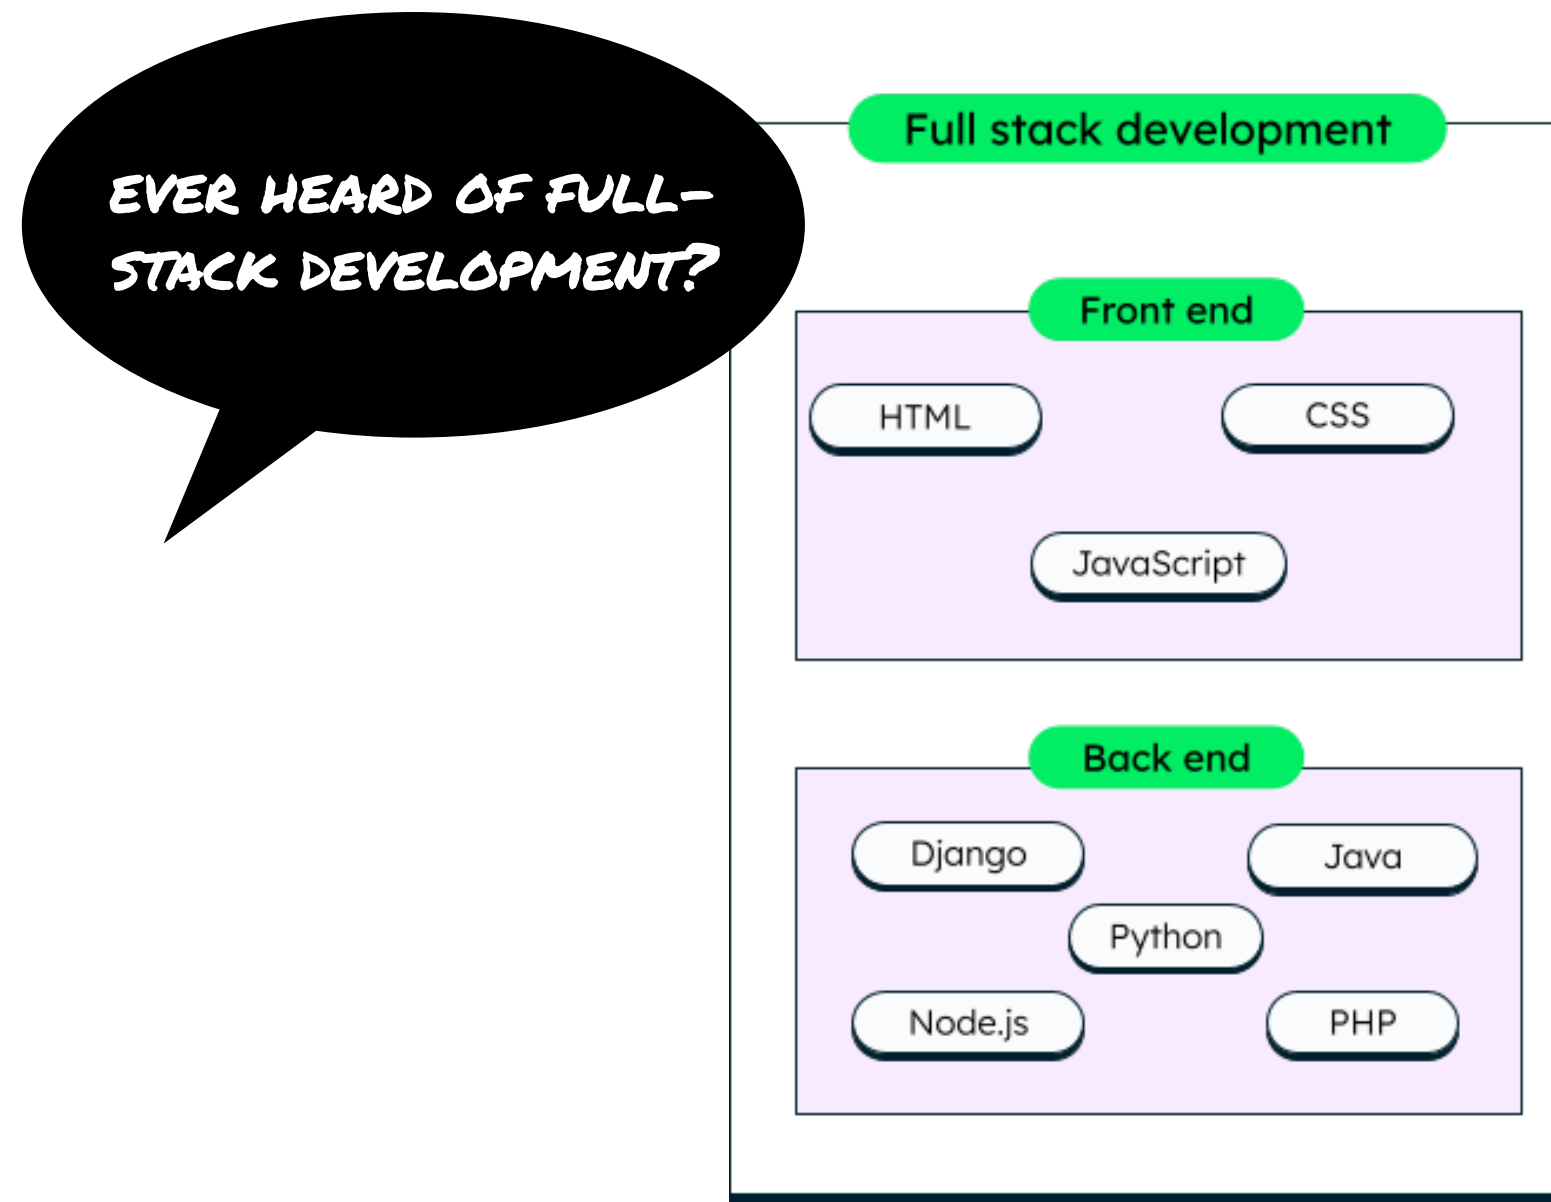 EVER HEARD OF FULL-
STACK DEVELOPMENT?
Full stack development
Front end
HTML
CSS
JavaScript
Back end
Django
Java
Python
Node.js
PHP